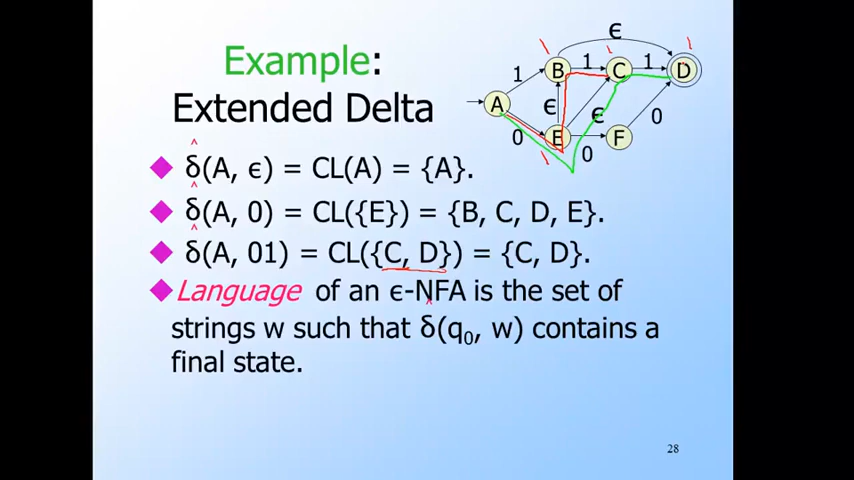 Example:
Extended Delta
ϵ
B 1 C 1 D
1
A ϵ ϵ
0 E 0 F 0
δ̂(A, ϵ) = CL(A) = {A}.
δ̂(A, 0) = CL({E}) = {B, C, D, E}.
δ̂(A, 01) = CL({C, D}) = {C, D}.
Language of an ϵ-NFA is the set of
strings w such that δ̂(q₀, w) contains a
final state.
28